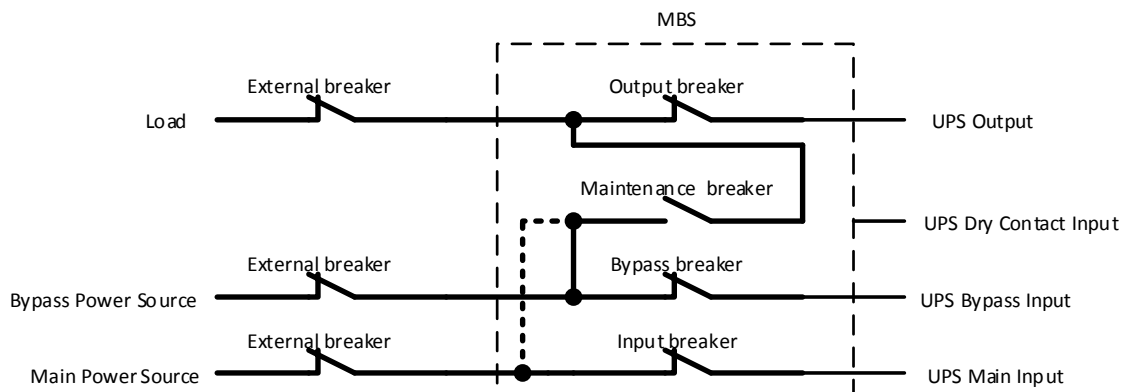 MBS
External breaker
Output breaker
Load
UPS Output
Maintenance breaker
UPS Dry Contact Input
External breaker
Bypass breaker
Bypass Power Source
UPS Bypass Input
External breaker
Input breaker
Main Power Source
UPS Main Input